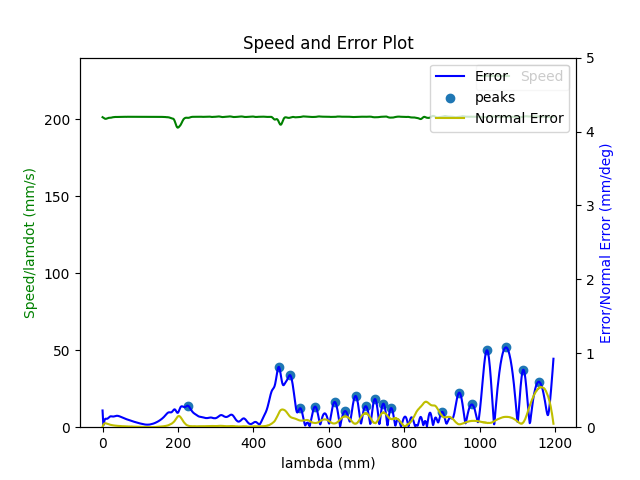 Speed and Error Plot
Error
Speed
peaks
Normal Error
Speed/lamdot (mm/s)
200
150
100
50
0
5
4
3
2
1
0
Error/Normal Error (mm/deg)
0 200 400 600 800 1000 1200
lambda (mm)